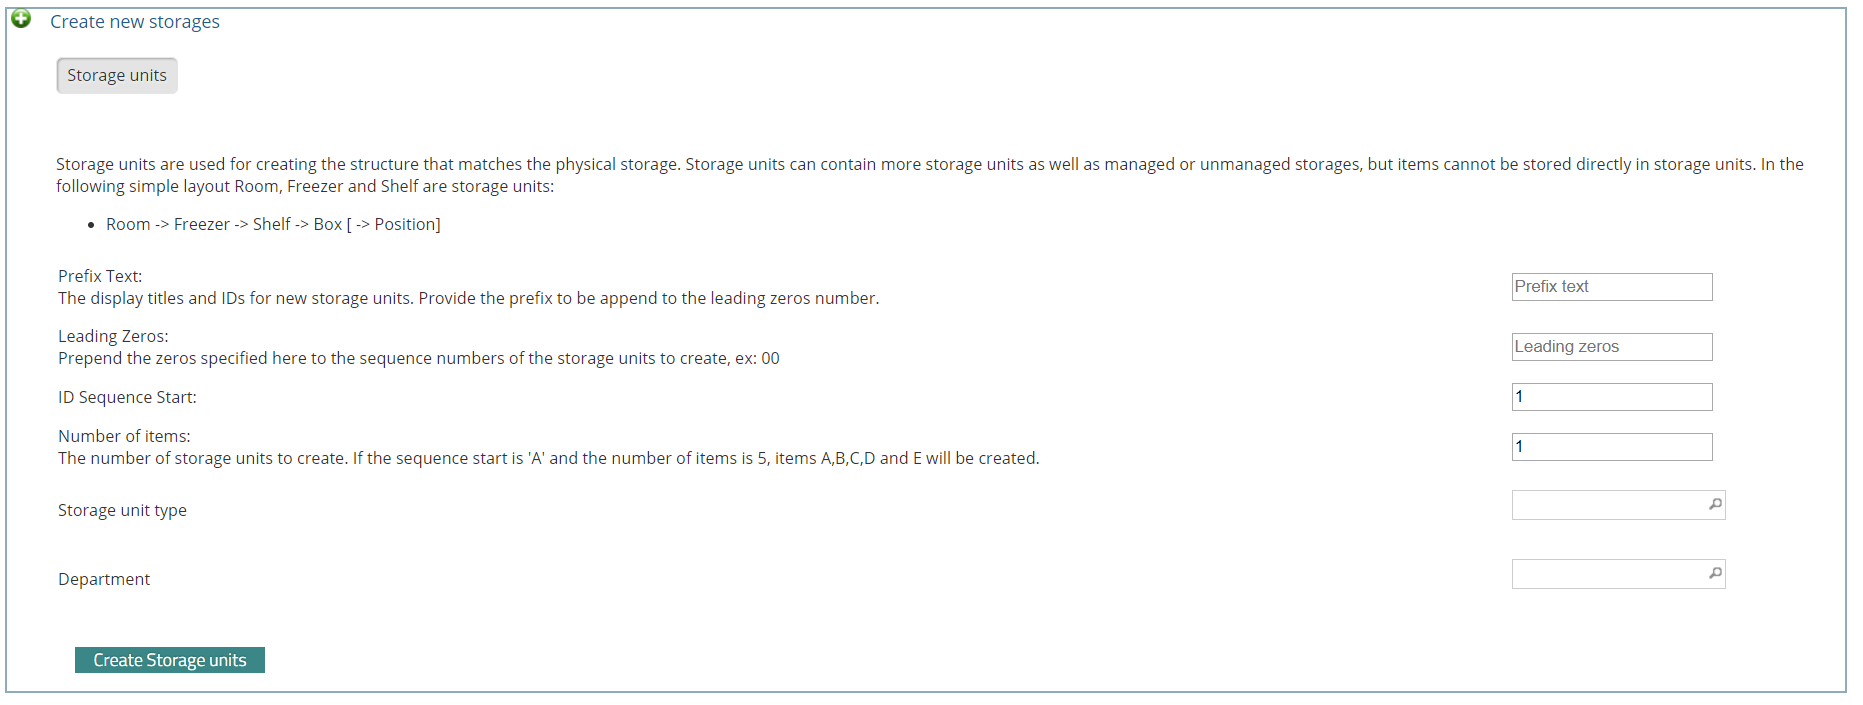 Create new storages
Storage units
Storage units are used for creating the structure that matches the physical storage. Storage units can contain more storage units as well as managed or unmanaged storages, but items cannot be stored directly in storage units. In the
following simple layout Room, Freezer and Shelf are storage units:
• Room -> Freezer -> Shelf -> Box [ -> Position]
Prefix Text:
The display titles and IDs for new storage units. Provide the prefix to be append to the leading zeros number.
Prefix text
Leading Zeros:
Prepend the zeros specified here to the sequence numbers of the storage units to create, ex: 00
Leading zeros
ID Sequence Start:
1
Number of items:
The number of storage units to create. If the sequence start is 'A' and the number of items is 5, items A,B,C,D and E will be created.
1
Storage unit type
Department
Create Storage units